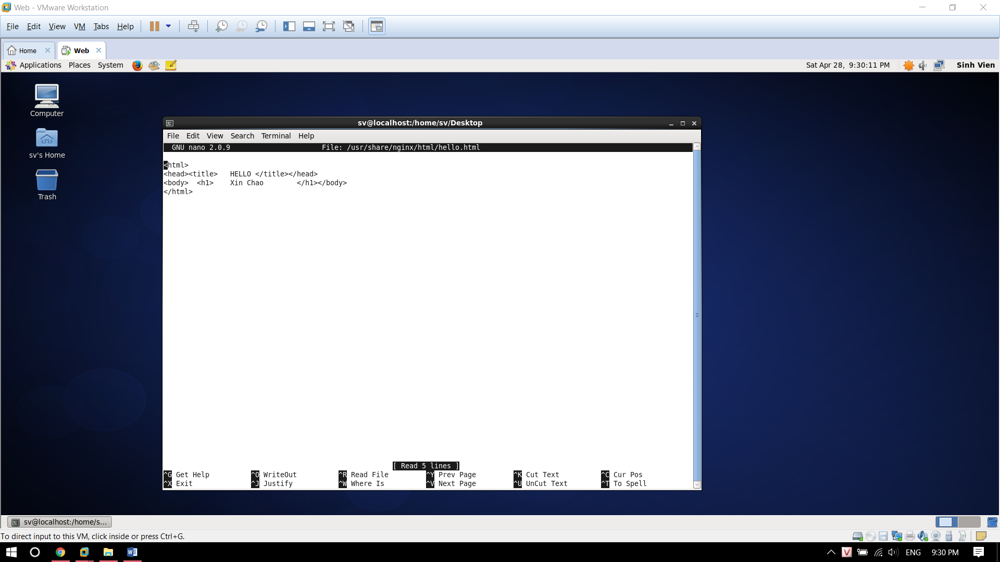 Web - VMware Workstation
File Edit View VM Tabs Help
Home Web
Applications Places System Sat Apr 28, 9:30:11 PM Sinh Vien
Computer
sv's Home
Trash
sv@localhost:/home/sv/Desktop
File Edit View Search Terminal Help
GNU nano 2.0.9 File: /usr/share/nginx/html/hello.html
<html>
<head><title> HELLO </title></head>
<body> <h1> Xin Chao </h1></body>
</html>
[ Read 5 lines ]
^G Get Help ^O WriteOut ^R Read File ^Y Prev Page ^K Cut Text ^C Cur Pos
^X Exit ^J Justify ^W Where Is ^V Next Page ^U UnCut Text ^T To Spell
sv@localhost:/home/s...
To direct input to this VM, click inside or press Ctrl+G.
ENG 9:30 PM